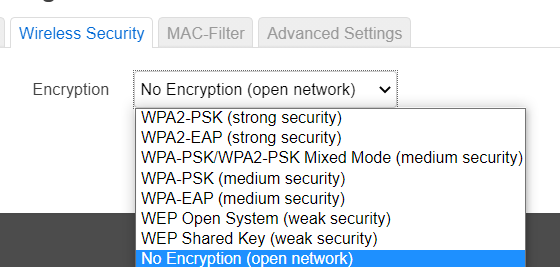 Wireless Security MAC-Filter Advanced Settings
Encryption No Encryption (open network)
WPA2-PSK (strong security)
WPA2-EAP (strong security)
WPA-PSK/WPA2-PSK Mixed Mode (medium security)
WPA-PSK (medium security)
WPA-EAP (medium security)
WEP Open System (weak security)
WEP Shared Key (weak security)
No Encryption (open network)